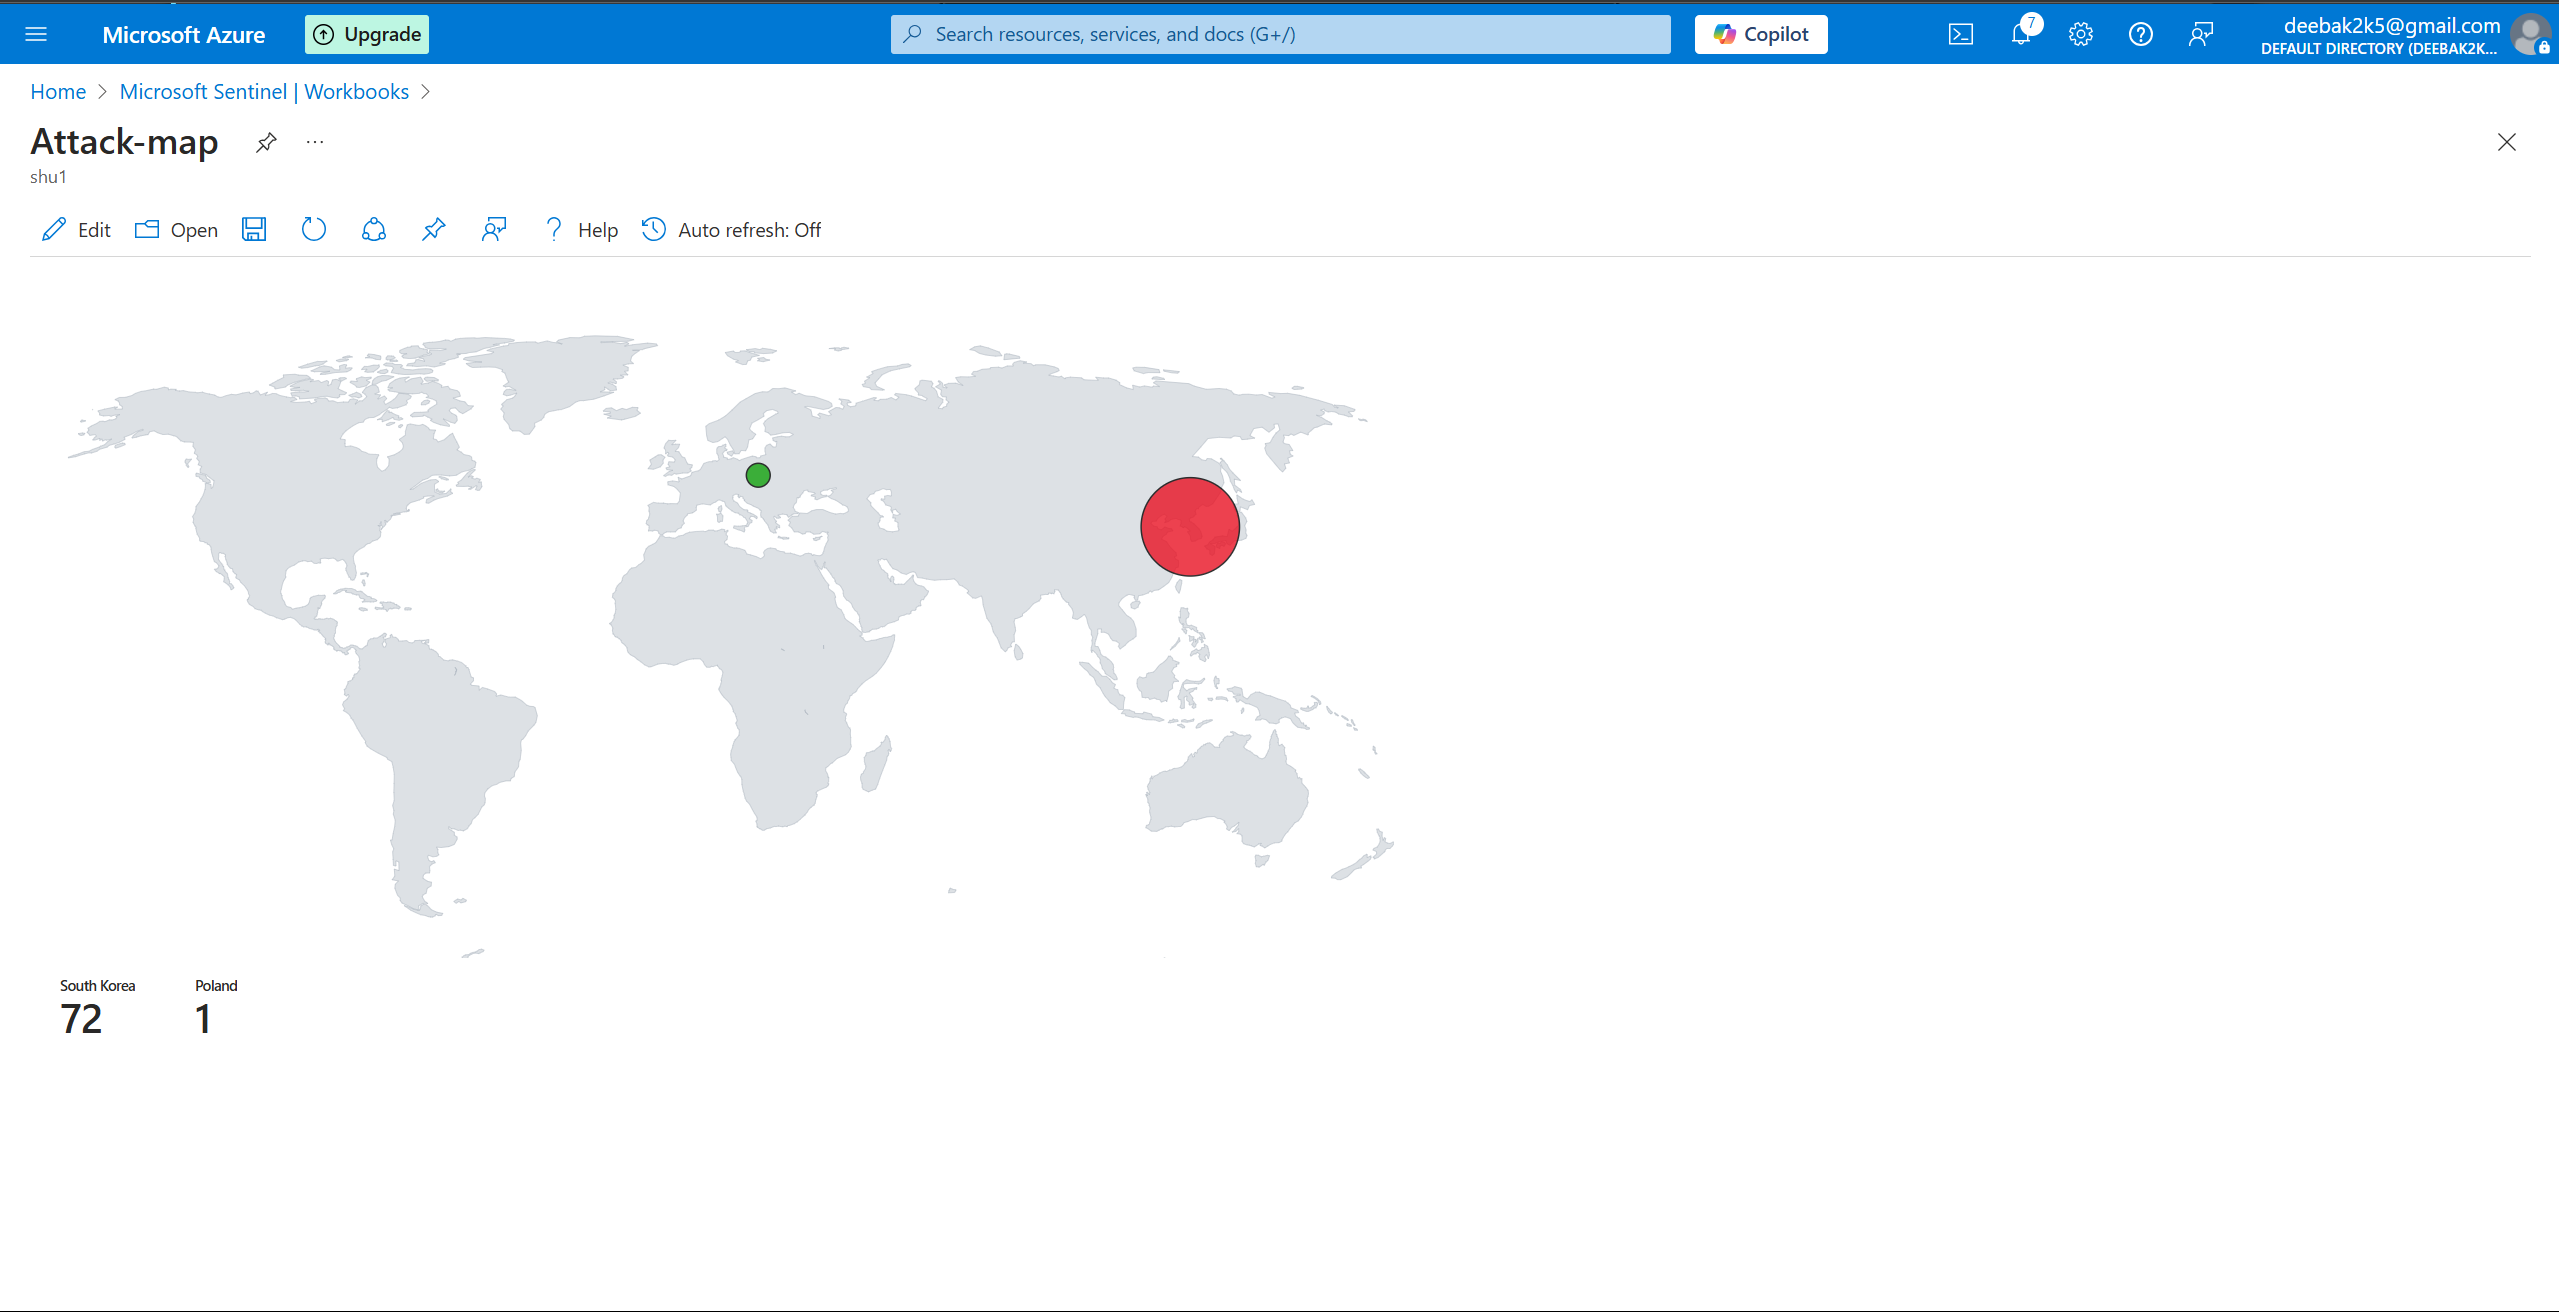 Microsoft Azure
Upgrade
Search resources, services, and docs (G+/)
Copilot
7
deebak2k5@gmail.com
DEFAULT DIRECTORY (DEEBAK2K...
Home > Microsoft Sentinel | Workbooks >
Attack-map ...
shu1
Edit Open Help Auto refresh: Off
South Korea Poland
72 1